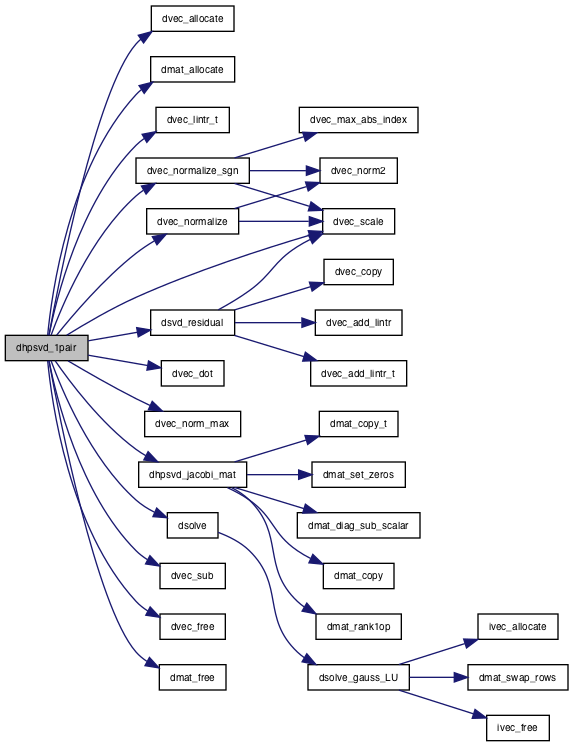 dvec_allocate
dmat_allocate
dvec_lintr_t
dvec_max_abs_index
dvec_normalize_sgn
dvec_norm2
dvec_normalize
dvec_scale
dvec_copy
dsvd_residual
dvec_add_lintr
dhpsvd_1pair
dvec_dot
dvec_add_lintr_t
dvec_norm_max
dmat_copy_t
dhpsvd_jacobi_mat
dmat_set_zeros
dsolve
dmat_diag_sub_scalar
dvec_sub
dmat_copy
dvec_free
dmat_rank1op
ivec_allocate
dmat_free
dsolve_gauss_LU
dmat_swap_rows
ivec_free